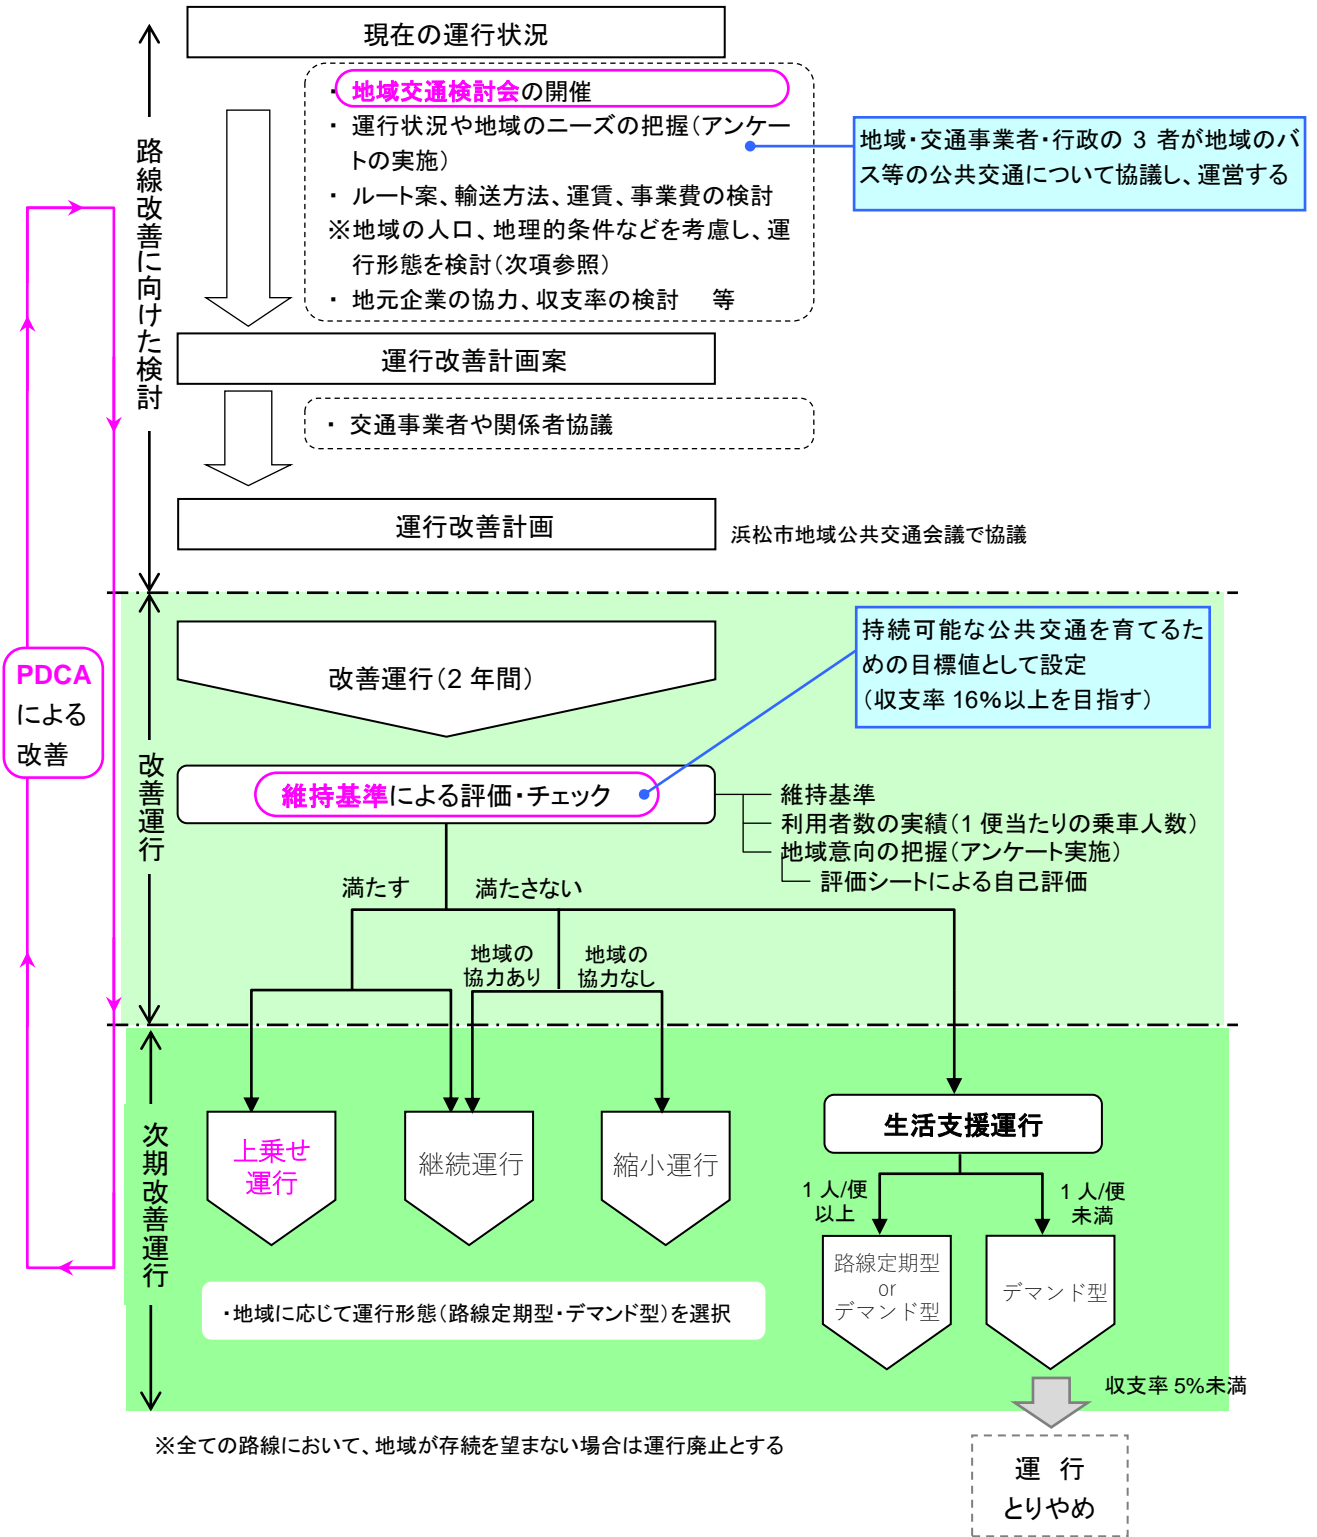 現在の運行状況
・地域交通検討会の開催
・ 運行状況や地域のニーズの把握（アンケー
トの実施）
・ ルート案、輸送方法、運賃、事業費の検討
※地域の人口、地理的条件などを考慮し、運
行形態を検討（次項参照）
・ 地元企業の協力、収支率の検討　等
地域・交通事業者・行政の 3 者が地域のバ
ス等の公共交通について協議し、運営する
路線改善に向けた検討
運行改善計画案
・ 交通事業者や関係者協議
運行改善計画
浜松市地域公共交通会議で協議
PDCA
による
改善
改善運行
改善運行（2 年間）
持続可能な公共交通を育てるた
めの目標値として設定
（収支率 16%以上を目指す）
維持基準による評価・チェック
維持基準
利用者数の実績（1 便当たりの乗車人数）
地域意向の把握（アンケート実施）
評価シートによる自己評価
満たす
満たさない
地域の
協力あり
地域の
協力なし
次期改善運行
上乗せ
運行
継続運行
縮小運行
生活支援運行
1 人/便
以上
1 人/便
未満
路線定期型
or
デマンド型
デマンド型
・地域に応じて運行形態（路線定期型・デマンド型）を選択
収支率 5%未満
※全ての路線において、地域が存続を望まない場合は運行廃止とする
運 行
とりやめ